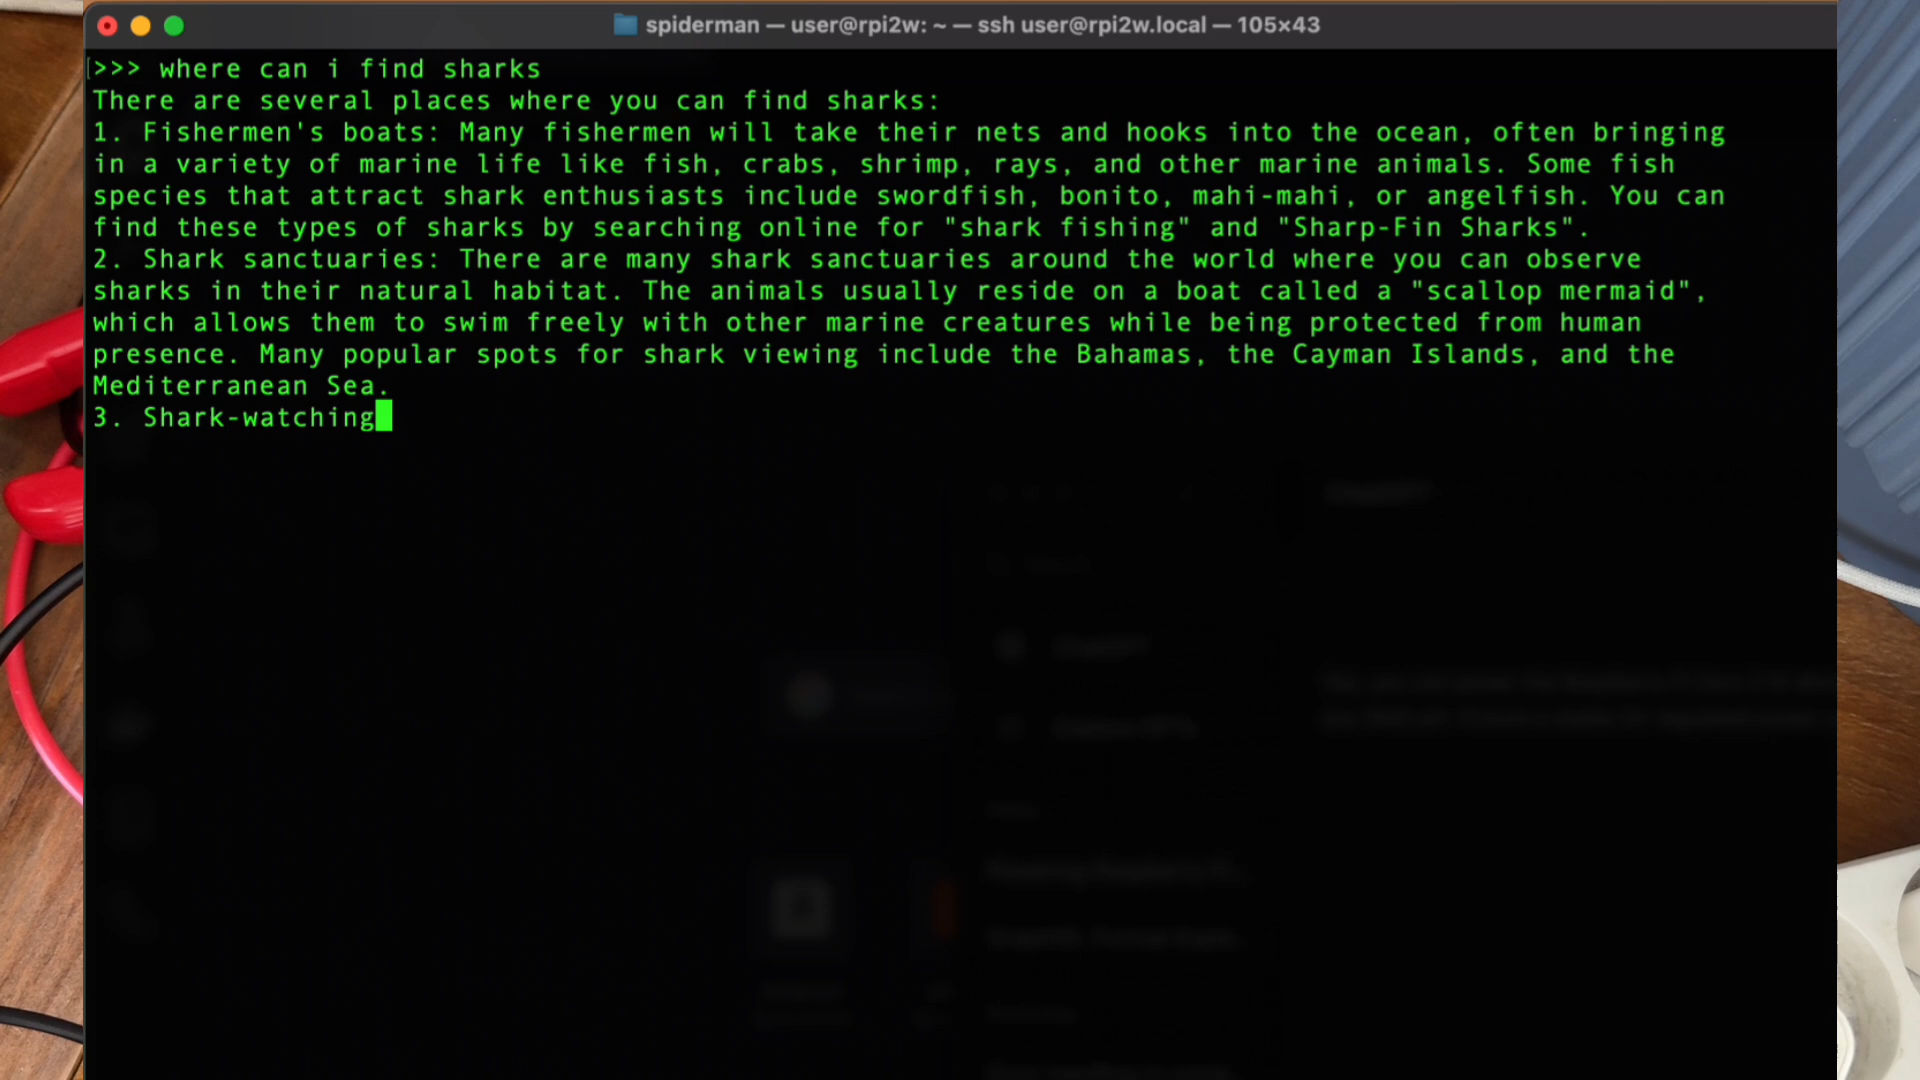 spiderman — user@rpi2w: ~ — ssh user@rpi2w.local — 105×43
>>> where can i find sharks
There are several places where you can find sharks:
1. Fishermen's boats: Many fishermen will take their nets and hooks into the ocean, often bringing
in a variety of marine life like fish, crabs, shrimp, rays, and other marine animals. Some fish
species that attract shark enthusiasts include swordfish, bonito, mahi-mahi, or angelfish. You can
find these types of sharks by searching online for "shark fishing" and "Sharp-Fin Sharks".
2. Shark sanctuaries: There are many shark sanctuaries around the world where you can observe
sharks in their natural habitat. The animals usually reside on a boat called a "scallop mermaid",
which allows them to swim freely with other marine creatures while being protected from human
presence. Many popular spots for shark viewing include the Bahamas, the Cayman Islands, and the
Mediterranean Sea.
3. Shark-watching